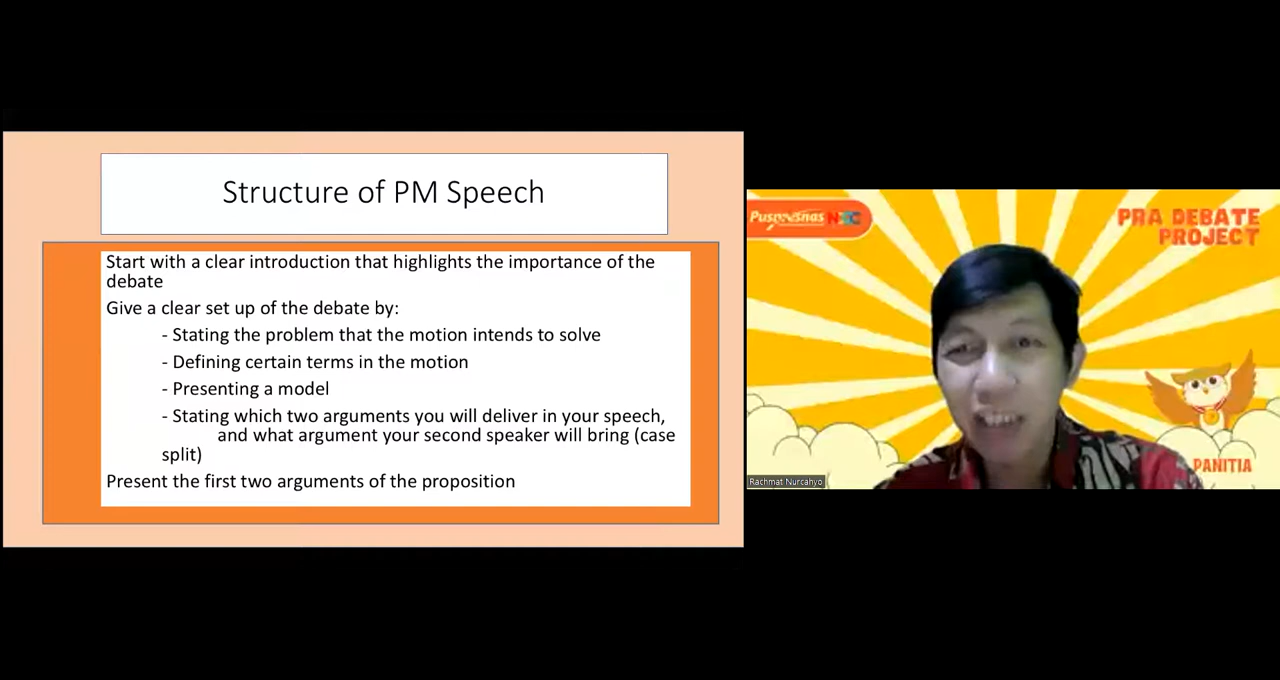 Structure of PM Speech
Start with a clear introduction that highlights the importance of the
debate
Give a clear set up of the debate by:
- Stating the problem that the motion intends to solve
- Defining certain terms in the motion
- Presenting a model
- Stating which two arguments you will deliver in your speech,
and what argument your second speaker will bring (case
split)
Present the first two arguments of the proposition
PRA DEBATE
PROJECT
PANITIA
Rachmat Nurcahyo